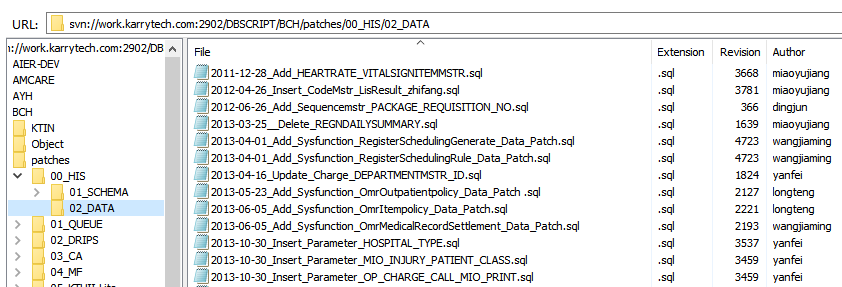 URL: svn://work.karrytech.com:2902/DBSCRIPT/BCH/patches/00_HIS/02_DATA
n://work.karrytech.com:2902/DB
AIER-DEV
AMCARE
AYH
BCH
KTIN
Object
patches
00_HIS
01_SCHEMA
02_DATA
01_QUEUE
02_DRIPS
03_CA
04_MF
File Extension Revision Author
2011-12-28_Add_HEARTRATE_VITALSIGNITEMMSTR.sql .sql 3668 miaoyujiang
2012-04-26_Insert_CodeMstr_LisResult_zhifang.sql .sql 3781 miaoyujiang
2012-06-26_Add_Sequencemstr_PACKAGE_REQUISITION_NO.sql .sql 366 dingjun
2013-03-25__Delete_REGNDAILYSUMMARY.sql .sql 1639 miaoyujiang
2013-04-01_Add_Sysfunction_RegisterSchedulingGenerate_Data_Patch.sql .sql 4723 wangjiaming
2013-04-01_Add_Sysfunction_RegisterSchedulingRule_Data_Patch.sql .sql 4723 wangjiaming
2013-04-16_Update_Charge_DEPARTMENTMSTR_ID.sql .sql 1824 yanfei
2013-05-23_Add_Sysfunction_OmrOutpatientpolicy_Data_Patch .sql .sql 2127 longteng
2013-06-05_Add_Sysfunction_OmrItempolicy_Data_Patch.sql .sql 2221 longteng
2013-06-05_Add_Sysfunction_OmrMedicalRecordSettlement_Data_Patch.sql .sql 2193 wangjiaming
2013-10-30_Insert_Parameter_HOSPITAL_TYPE.sql .sql 3537 yanfei
2013-10-30_Insert_Parameter_MIO_INJURY_PATIENT_CLASS.sql .sql 3459 yanfei
2013-10-30_Insert_Parameter_OP_CHARGE_CALL_MIO_PRINT.sql .sql 3459 yanfei